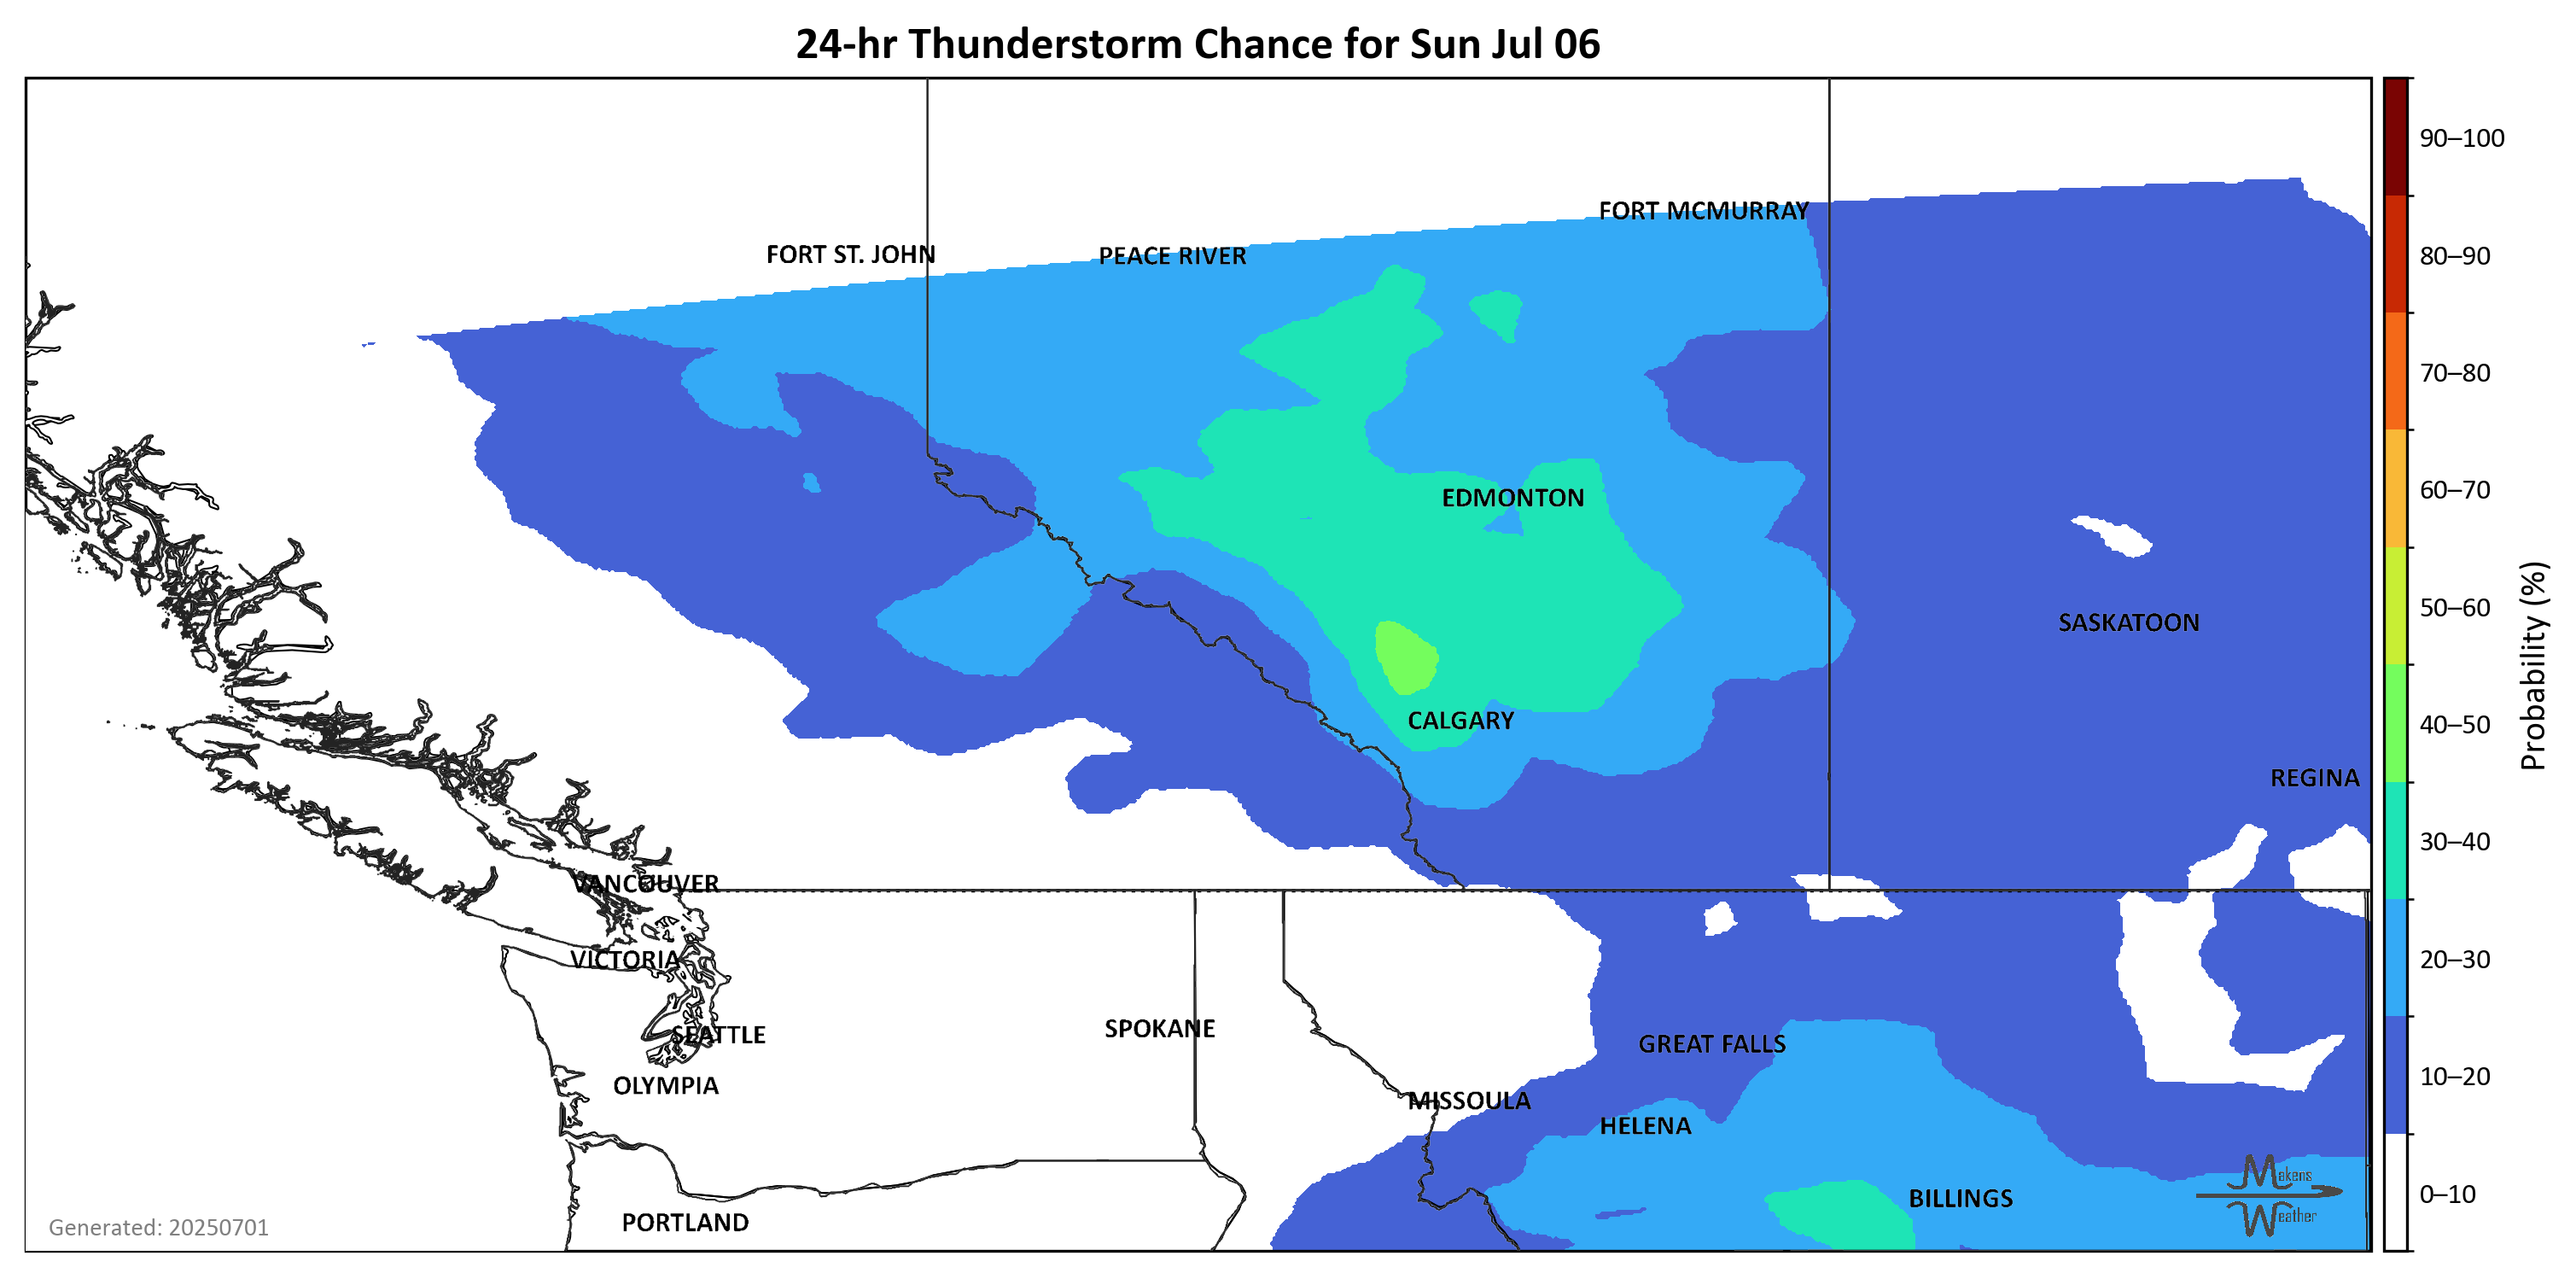 24-hr Thunderstorm Chance for Sun Jul 06
FORT MCMURRAY
FORT ST. JOHN
PEACE RIVER
EDMONTON
SASKATOON
CALGARY
REGINA
VANCOUVER
VICTORIA
SEATTLE
SPOKANE
GREAT FALLS
OLYMPIA
MISSOULA
HELENA
BILLINGS
PORTLAND
Makens
Weather
Generated: 20250701
90–100
80–90
70–80
60–70
50–60
40–50
30–40
20–30
10–20
0–10
Probability (%)